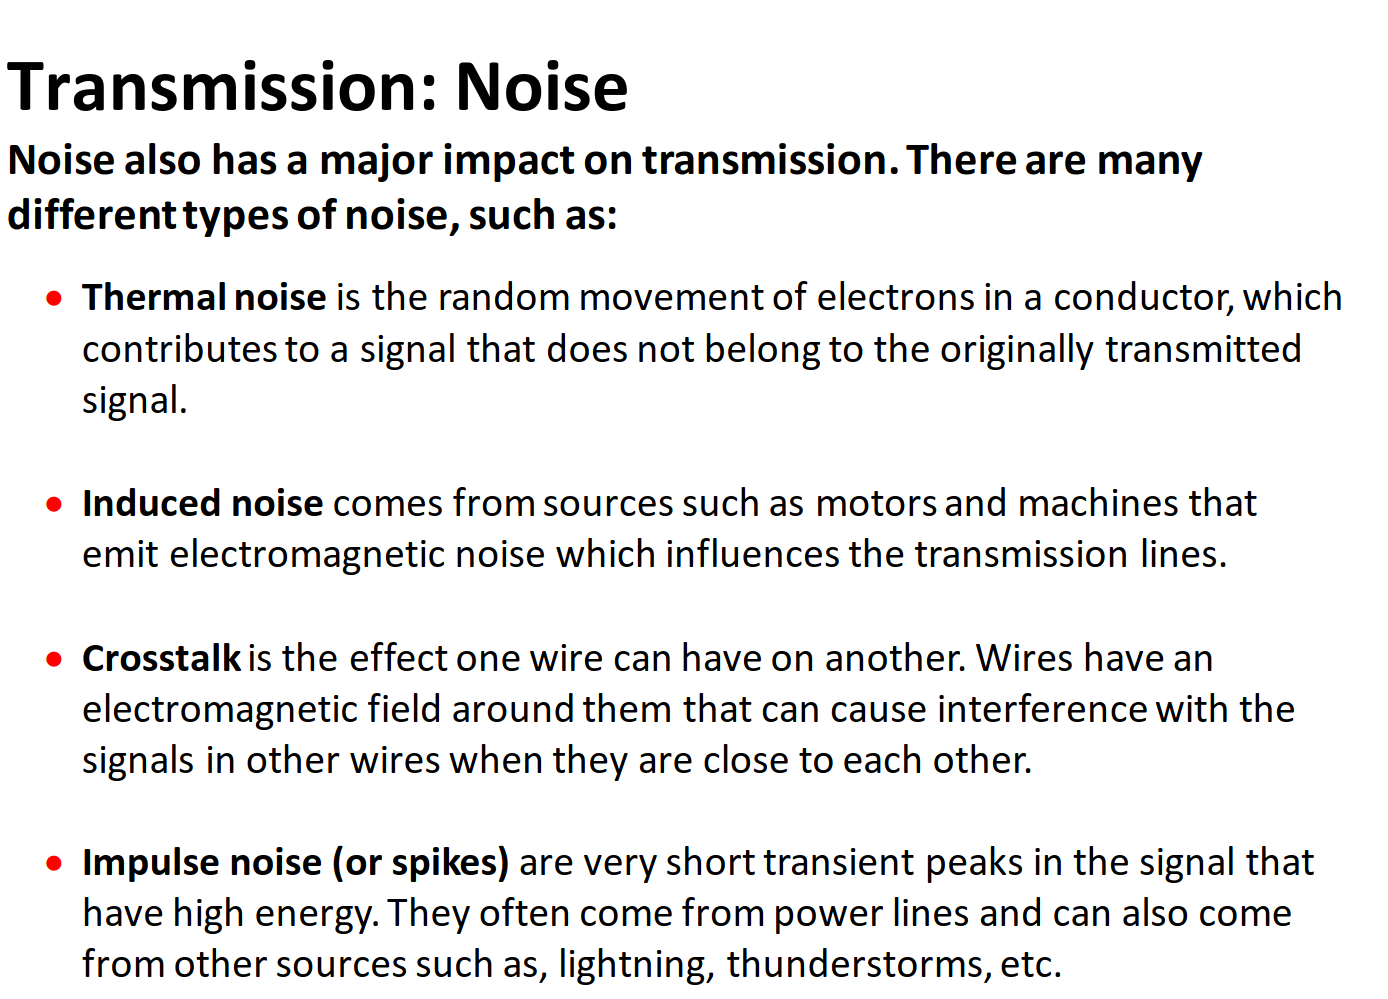 Transmission: Noise
Noise also has a major impact on transmission. There are many
different types of noise, such as:
• Thermal noise is the random movement of electrons in a conductor, which
contributes to a signal that does not belong to the originally transmitted
signal.
• Induced noise comes from sources such as motors and machines that
emit electromagnetic noise which influences the transmission lines.
• Crosstalk is the effect one wire can have on another. Wires have an
electromagnetic field around them that can cause interference with the
signals in other wires when they are close to each other.
• Impulse noise (or spikes) are very short transient peaks in the signal that
have high energy. They often come from power lines and can also come
from other sources such as, lightning, thunderstorms, etc.